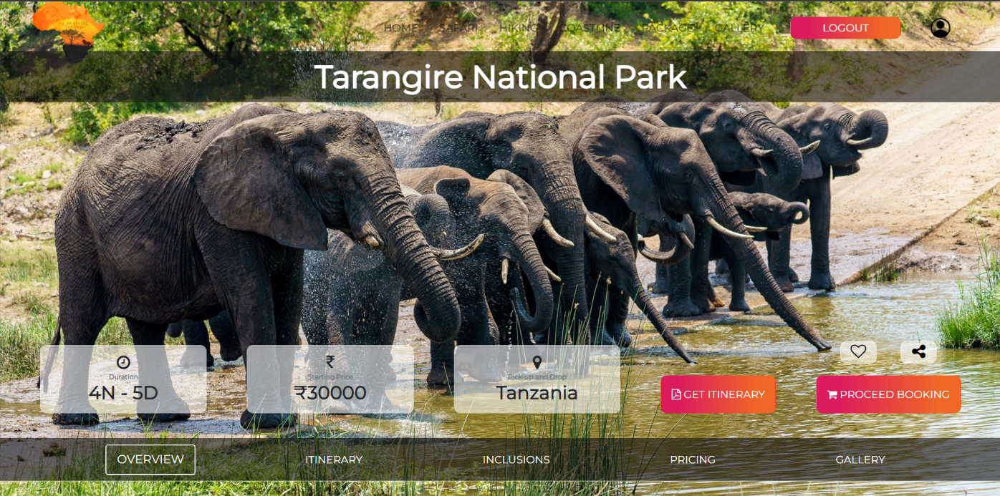 HOME SAFARI HIKING COASTLINE PACKAGE GALLERY LOGOUT
Tarangire National Park
Duration
4N - 5D
₹
Starting Price
₹30000
Pick-up and Drop
Tanzania
GET ITINERARY
PROCEED BOOKING
OVERVIEW ITINERARY INCLUSIONS PRICING GALLERY